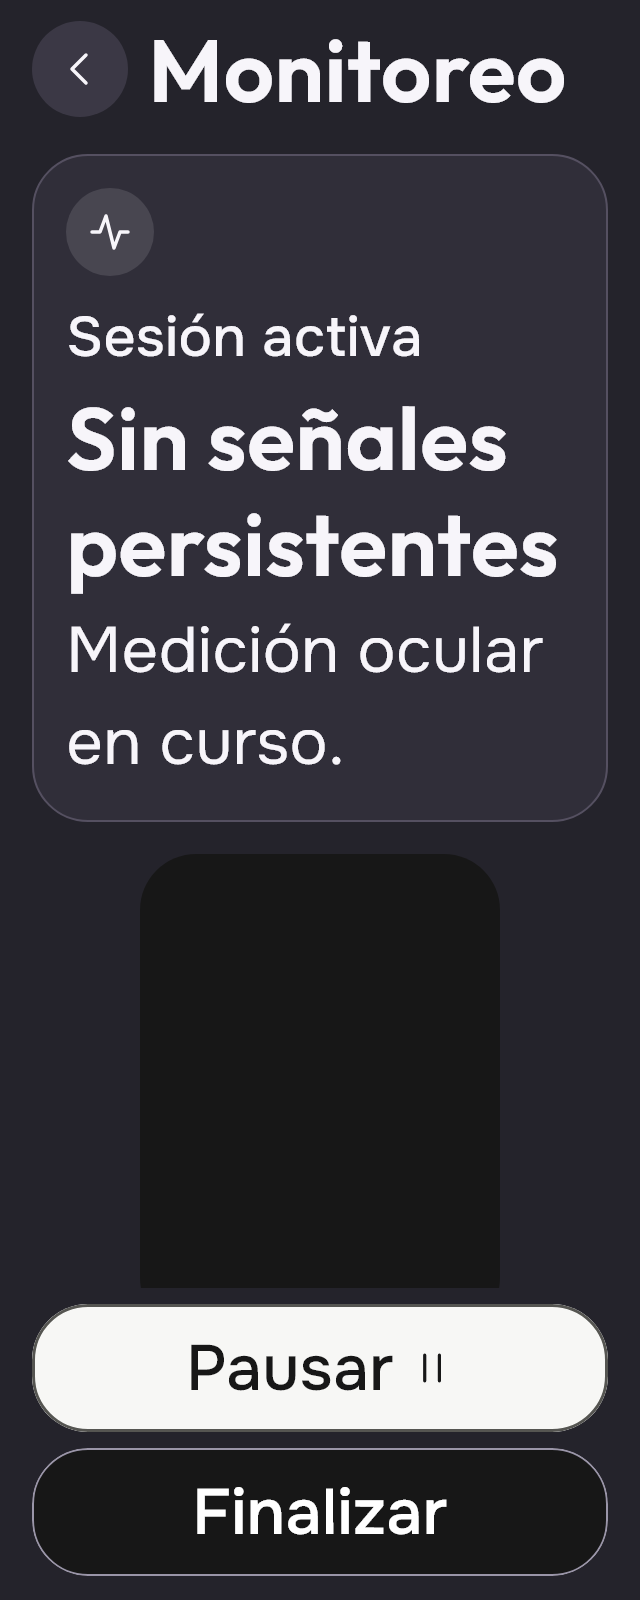 Monitoreo
Sesión activa
Sin señales
persistentes
Medición ocular
en curso.
Pausar
Finalizar